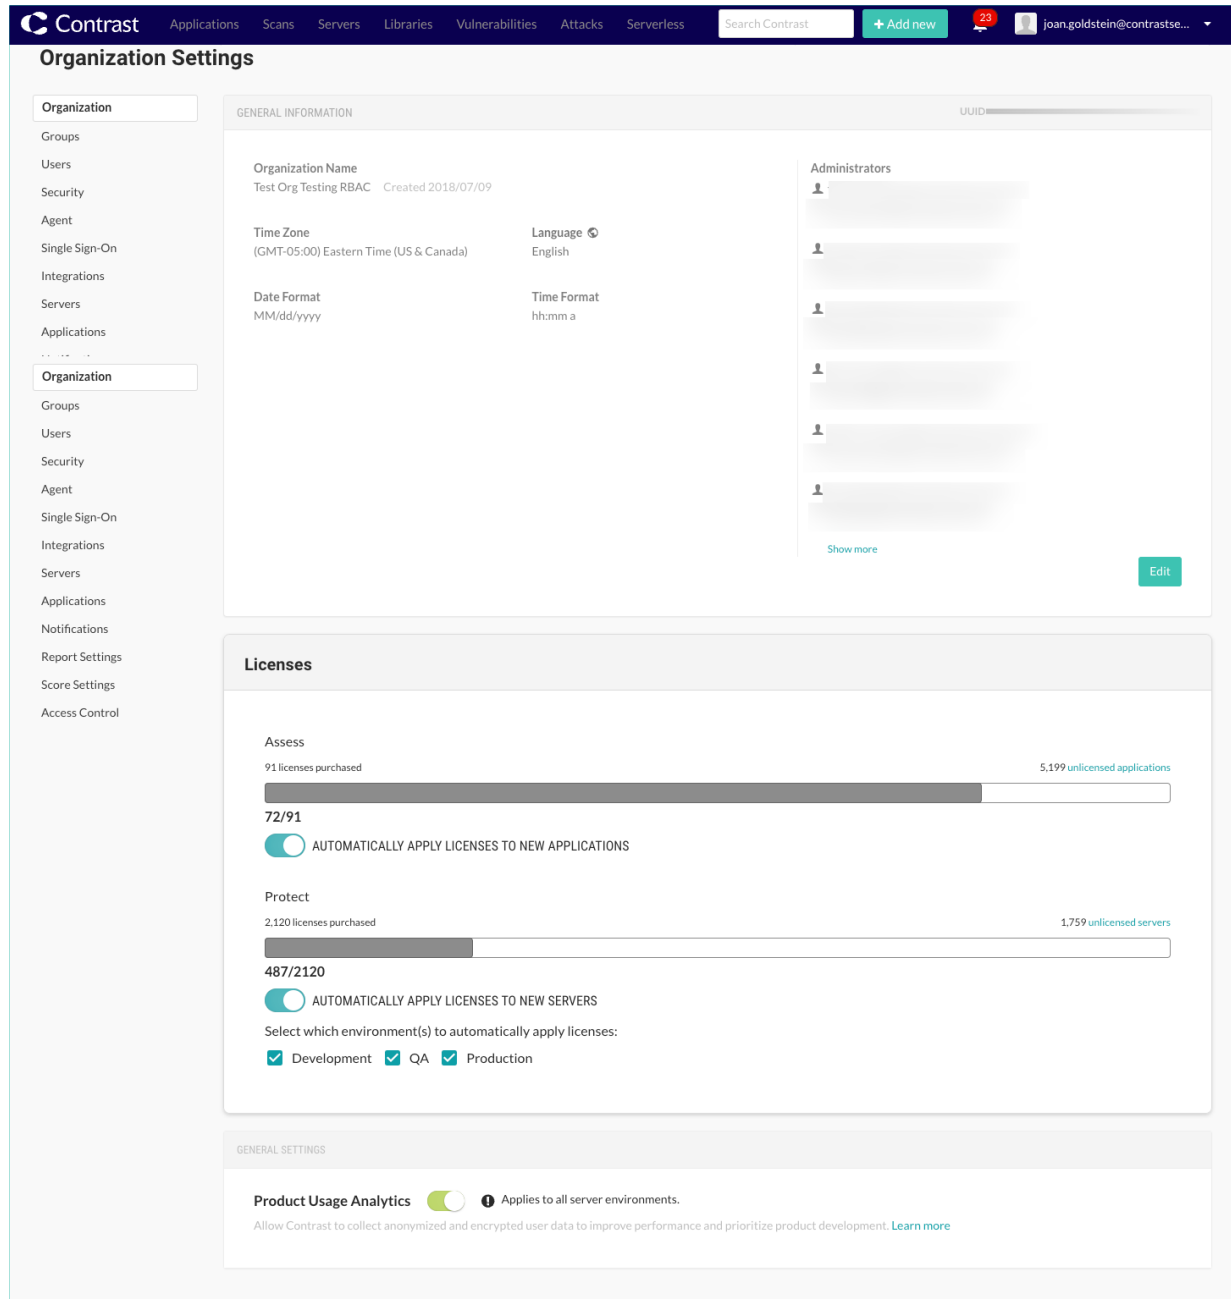 Contrast Applications Scans Servers Libraries Vulnerabilities Attacks Serverless Search Contrast + Add new 23 joan.goldstein@contrastse...
Organization Settings
Organization
Groups
Users
Security
Agent
Single Sign-On
Integrations
Servers
Applications
Organization
Groups
Users
Security
Agent
Single Sign-On
Integrations
Servers
Applications
Notifications
Report Settings
Score Settings
Access Control
GENERAL INFORMATION UUID
Organization Name
Test Org Testing RBAC Created 2018/07/09
Time Zone Language
(GMT-05:00) Eastern Time (US & Canada) English
Date Format Time Format
MM/dd/yyyy hh:mm a
Administrators
Show more
Edit
Licenses
Assess
91 licenses purchased 5,199 unlicensed applications
72/91
AUTOMATICALLY APPLY LICENSES TO NEW APPLICATIONS
Protect
2,120 licenses purchased 1,759 unlicensed servers
487/2120
AUTOMATICALLY APPLY LICENSES TO NEW SERVERS
Select which environment(s) to automatically apply licenses:
Development QA Production
GENERAL SETTINGS
Product Usage Analytics Applies to all server environments.
Allow Contrast to collect anonymized and encrypted user data to improve performance and prioritize product development. Learn more